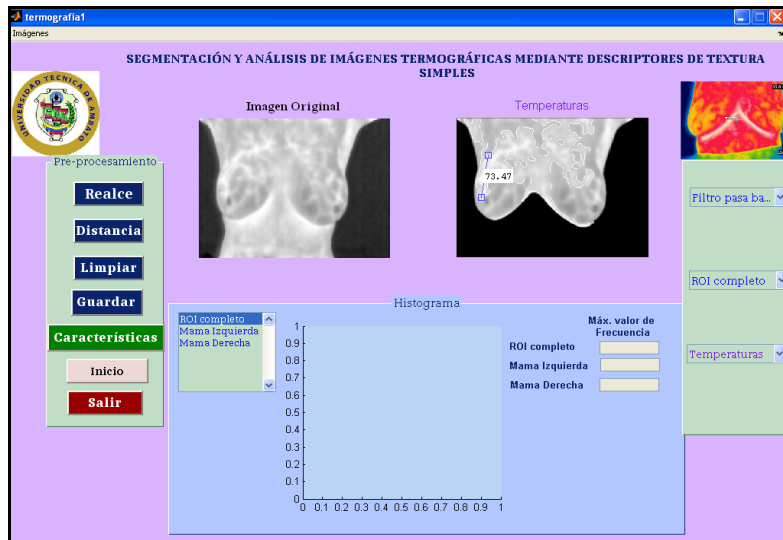 termografia1
Imágenes
SEGMENTACIÓN Y ANÁLISIS DE IMÁGENES TERMOGRÁFICAS MEDIANTE DESCRIPTORES DE TEXTURA
SIMPLES
UNIVERSIDAD TECNICA DE AMBATO
Imagen Original
Temperaturas
73.47
Pre-procesamiento
Realce
Distancia
Limpiar
Guardar
Características
Inicio
Salir
Filtro pasa ba...
ROI completo
Temperaturas
Histograma
ROI completo
Mama Izquierda
Mama Derecha
1
0.9
0.8
0.7
0.6
0.5
0.4
0.3
0.2
0.1
0
0 0.1 0.2 0.3 0.4 0.5 0.6 0.7 0.8 0.9 1
Máx. valor de
Frecuencia
ROI completo
Mama Izquierda
Mama Derecha